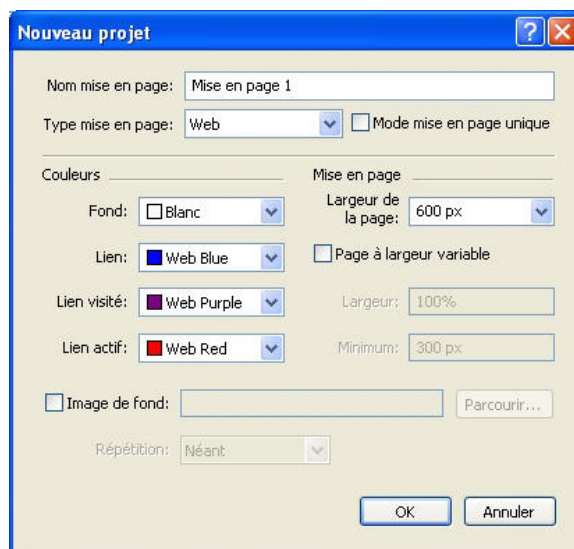 Nouveau projet
Nom mise en page: Mise en page 1
Type mise en page: Web Mode mise en page unique
Couleurs Mise en page
Fond: Blanc Largeur de la page: 600 px
Lien: Web Blue Page à largeur variable
Lien visité: Web Purple Largeur: 100%
Lien actif: Web Red Minimum: 300 px
Image de fond: Parcourir...
Répétition: Néant
OK Annuler